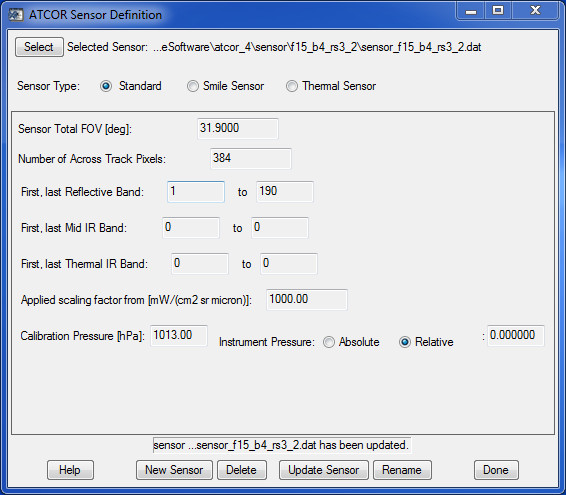 ATCOR Sensor Definition
Select Selected Sensor: ...eSoftware\atcor_4\sensor\f15_b4_rs3_2\sensor_f15_b4_rs3_2.dat
Sensor Type: Standard Smile Sensor Thermal Sensor
Sensor Total FOV [deg]: 31.9000
Number of Across Track Pixels: 384
First, last Reflective Band: 1 to 190
First, last Mid IR Band: 0 to 0
First, last Thermal IR Band: 0 to 0
Applied scaling factor from [mW/(cm2 sr micron)]: 1000.00
Calibration Pressure [hPa]: 1013.00 Instrument Pressure: Absolute Relative : 0.000000
sensor ...sensor_f15_b4_rs3_2.dat has been updated.
Help New Sensor Delete Update Sensor Rename Done